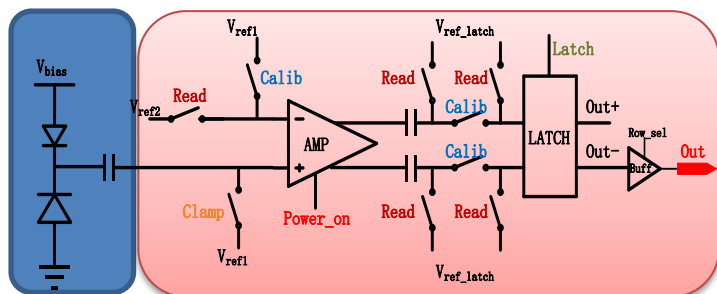 Vref1
Vref_latch
Latch
Vbias
Calib
Read
Read
Read
Vref2
Calib
Out+
AMP
LATCH
Row_sel
Calib
Out-
Out
Buff
Clamp
Power_on
Read
Read
Vref1
Vref_latch